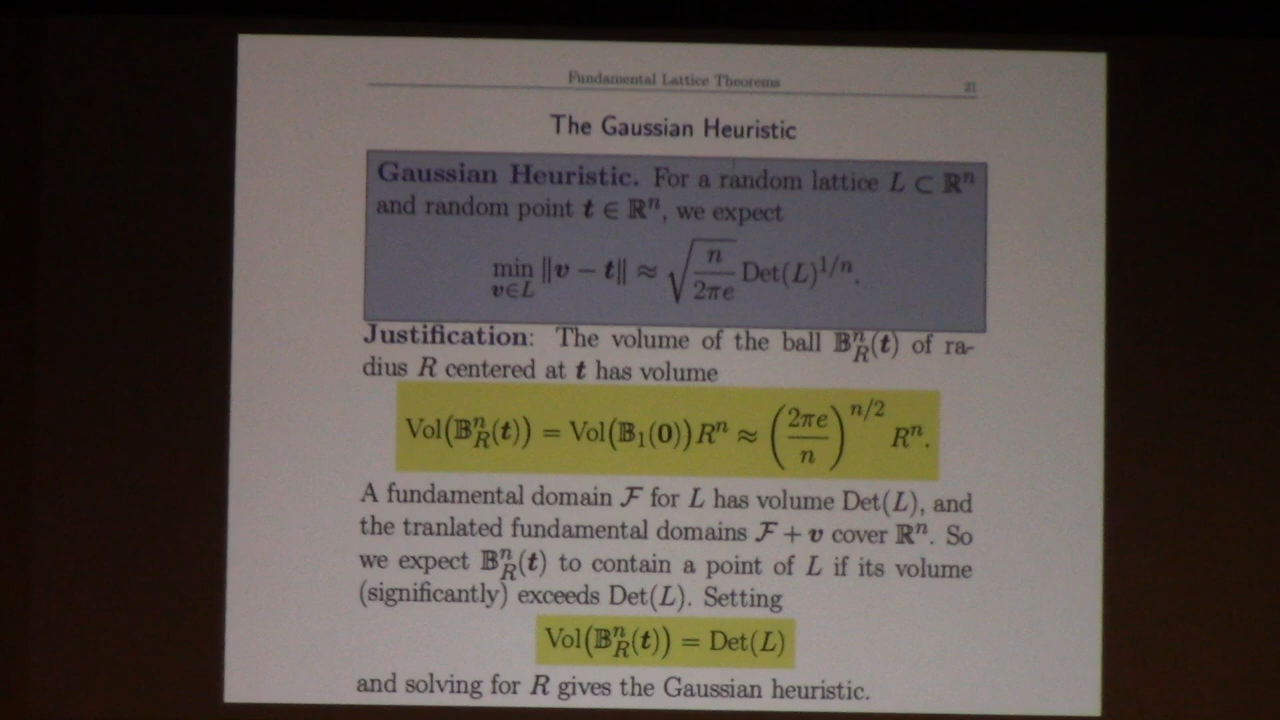 Fundamental Lattice Theorems 21
The Gaussian Heuristic
Gaussian Heuristic. For a random lattice L ⊂ ℝⁿ
and random point t ∈ ℝⁿ, we expect
min_{v∈L} ‖v − t‖ ≈ √(n/(2πe)) Det(L)^{1/n}.
Justification: The volume of the ball 𝔹ⁿ_R(t) of ra-
dius R centered at t has volume
Vol(𝔹ⁿ_R(t)) = Vol(𝔹₁(0))Rⁿ ≈ (2πe/n)^{n/2} Rⁿ.
A fundamental domain ℱ for L has volume Det(L), and
the tranlated fundamental domains ℱ + v cover ℝⁿ. So
we expect 𝔹ⁿ_R(t) to contain a point of L if its volume
(significantly) exceeds Det(L). Setting
Vol(𝔹ⁿ_R(t)) = Det(L)
and solving for R gives the Gaussian heuristic.